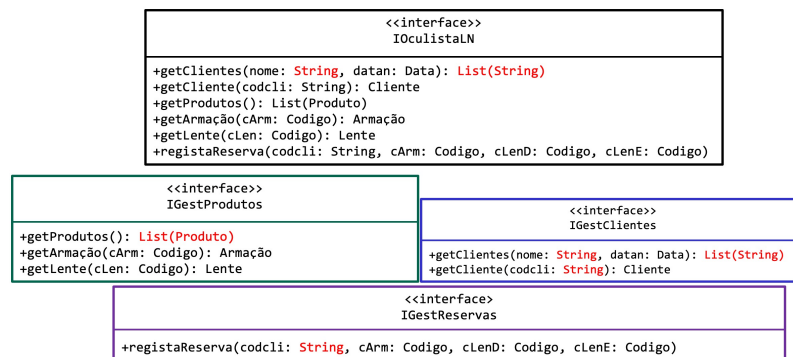 <<interface>>
IOculistaLN
+getClientes(nome: String, datan: Data): List(String)
+getCliente(codcli: String): Cliente
+getProdutos(): List(Produto)
+getArmação(cArm: Codigo): Armação
+getLente(cLen: Codigo): Lente
+registaReserva(codcli: String, cArm: Codigo, cLenD: Codigo, cLenE: Codigo)
<<interface>>
IGestProdutos
+getProdutos(): List(Produto)
+getArmação(cArm: Codigo): Armação
+getLente(cLen: Codigo): Lente
<<interface>>
IGestClientes
+getClientes(nome: String, datan: Data): List(String)
+getCliente(codcli: String): Cliente
<<interface>
IGestReservas
+registaReserva(codcli: String, cArm: Codigo, cLenD: Codigo, cLenE: Codigo)